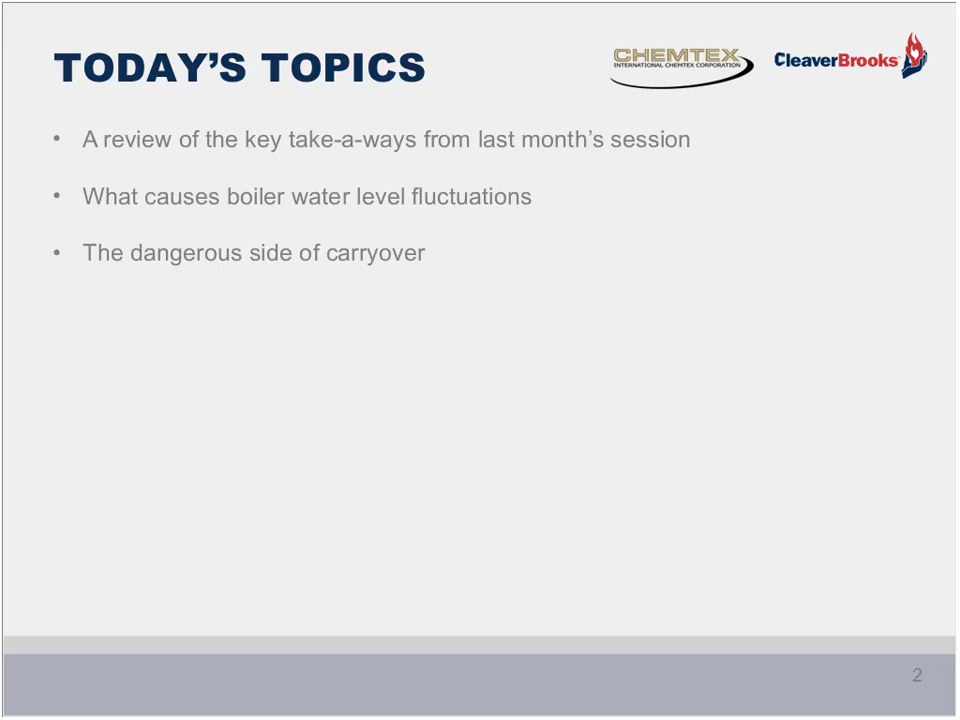 TODAY’S TOPICS
CHEMTEX
INTERNATIONAL CHEMTEX CORPORATION
CleaverBrooks
• A review of the key take-a-ways from last month’s session
• What causes boiler water level fluctuations
• The dangerous side of carryover
2